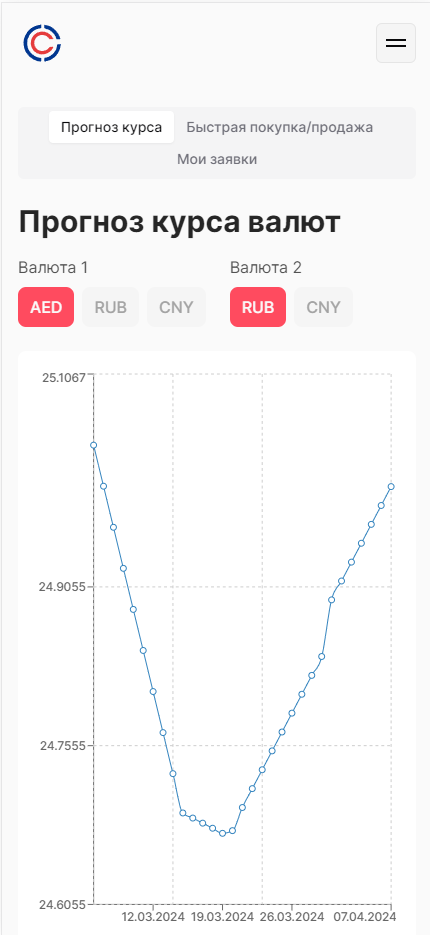 Прогноз курса Быстрая покупка/продажа
Мои заявки
Прогноз курса валют
Валюта 1 Валюта 2
AED RUB CNY RUB CNY
25.1067
24.9055
24.7555
24.6055
12.03.2024 19.03.2024 26.03.2024 07.04.2024